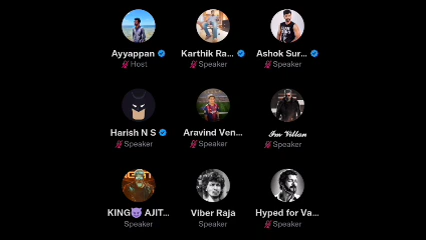 Ayyappan
Karthik Ra...
Ashok Sur...
Host
Speaker
Speaker
Harish N S
Aravind Ven...
Im Villan
Speaker
Speaker
Speaker
KING😈 AJIT...
Viber Raja
Hyped for Va...
Speaker
Speaker
Speaker